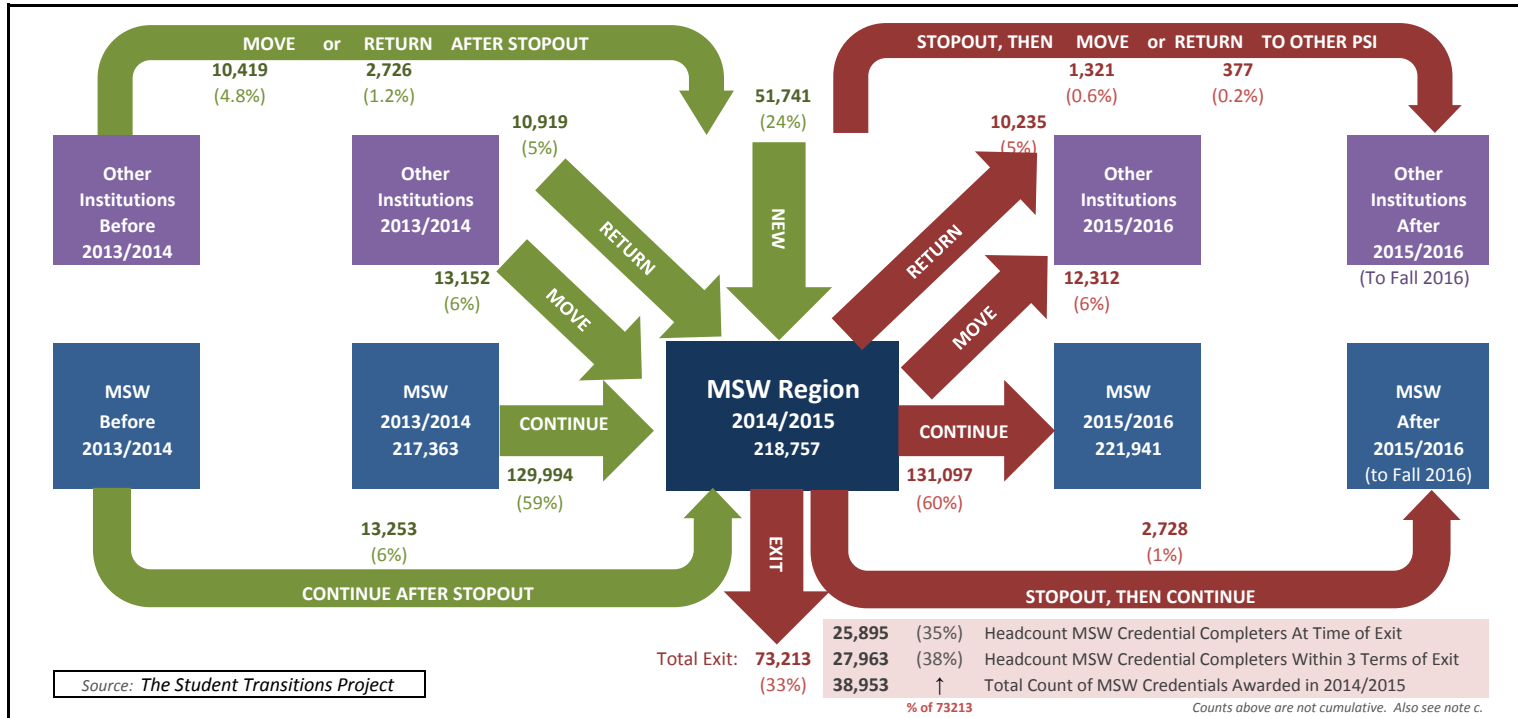 MOVE or RETURN AFTER STOPOUT
10,419 2,726
(4.8%) (1.2%)
STOPOUT, THEN MOVE or RETURN TO OTHER PSI
1,321 377
(0.6%) (0.2%)
51,741
(24%)
NEW
10,919
(5%)
RETURN
10,235
(5%)
RETURN
Other
Institutions
Before
2013/2014
Other
Institutions
2013/2014
Other
Institutions
2015/2016
Other
Institutions
After
2015/2016
(To Fall 2016)
13,152
(6%)
MOVE
12,312
(6%)
MOVE
MSW
Before
2013/2014
MSW
2013/2014
217,363
CONTINUE
129,994
(59%)
MSW Region
2014/2015
218,757
CONTINUE
131,097
(60%)
MSW
2015/2016
221,941
MSW
After
2015/2016
(to Fall 2016)
13,253
(6%)
CONTINUE AFTER STOPOUT
EXIT
2,728
(1%)
STOPOUT, THEN CONTINUE
Total Exit: 73,213
(33%)
25,895 (35%) Headcount MSW Credential Completers At Time of Exit
27,963 (38%) Headcount MSW Credential Completers Within 3 Terms of Exit
38,953 ↑ Total Count of MSW Credentials Awarded in 2014/2015
% of 73213
Counts above are not cumulative. Also see note c.
Source: The Student Transitions Project